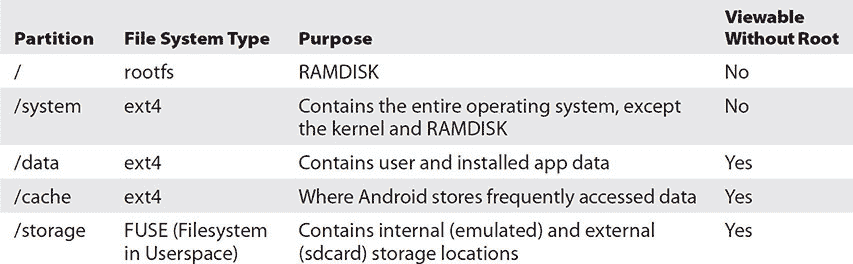 Partition File System Type Purpose Viewable Without Root
/ rootfs RAMDISK No
/system ext4 Contains the entire operating system, except No
the kernel and RAMDISK
/data ext4 Contains user and installed app data Yes
/cache ext4 Where Android stores frequently accessed data Yes
/storage FUSE (Filesystem Contains internal (emulated) and external Yes
in Userspace) (sdcard) storage locations